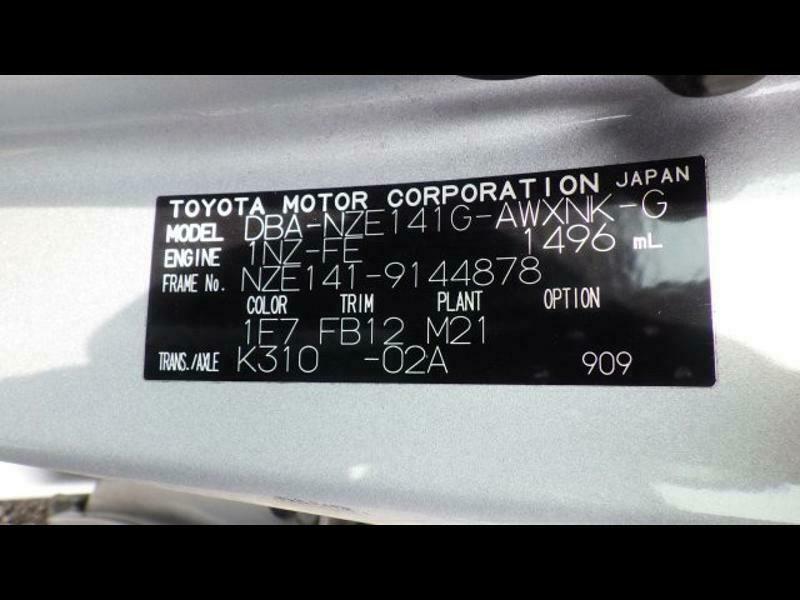 TOYOTA MOTOR CORPORATION JAPAN
MODEL DBA-NZE141G-AWXNK-G
ENGINE 1NZ-FE 1496 mL
FRAME No. NZE141-9144878
COLOR TRIM PLANT OPTION
1E7 FB12 M21
TRANS./AXLE K310 -02A 909